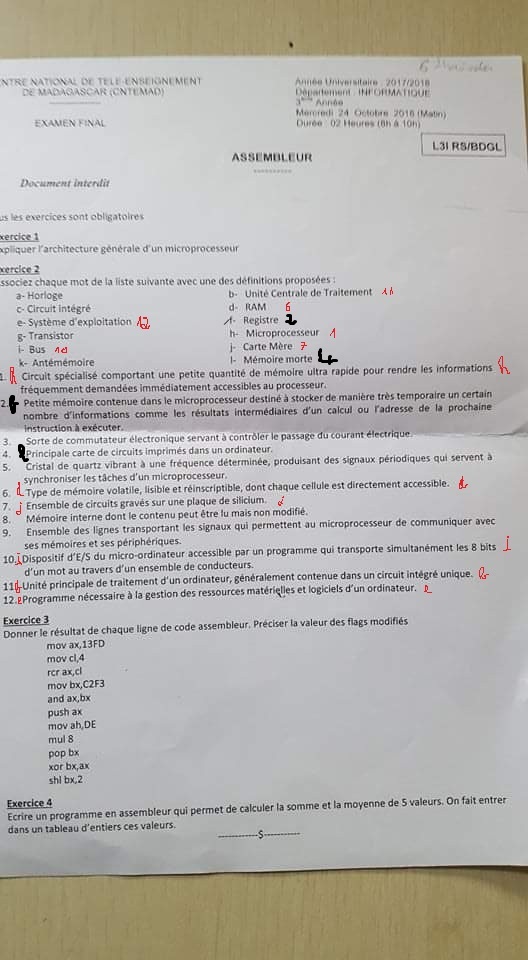 6
NTRE NATIONAL DE TELE-ENSEIGNEMENT
DE MADAGASCAR (CNTEMAD)
Année Universitaire : 2017/2018
Département : INFORMATIQUE
3ème Année
EXAMEN FINAL
Mercredi 24 Octobre 2018 (Matin)
Durée : 02 Heures (8h à 10h)
L3I RS/BDGL
ASSEMBLEUR
Document interdit
us les exercices sont obligatoires
xercice 1
xpliquer l'architecture générale d'un microprocesseur
xercice 2
ssociez chaque mot de la liste suivante avec une des définitions proposées :
a- Horloge
b- Unité Centrale de Traitement 11
c- Circuit intégré
d- RAM 6
e- Système d'exploitation 12
f- Registre 2
g- Transistor
h- Microprocesseur 1
i- Bus 10
j- Carte Mère 7
k- Antémémoire
l- Mémoire morte 4
1. h Circuit spécialisé comportant une petite quantité de mémoire ultra rapide pour rendre les informations h
fréquemment demandées immédiatement accessibles au processeur.
2. f Petite mémoire contenue dans le microprocesseur destiné à stocker de manière très temporaire un certain
nombre d'informations comme les résultats intermédiaires d'un calcul ou l'adresse de la prochaine
instruction à exécuter.
3. Sorte de commutateur électronique servant à contrôler le passage du courant électrique.
4. l Principale carte de circuits imprimés dans un ordinateur.
5. Cristal de quartz vibrant à une fréquence déterminée, produisant des signaux périodiques qui servent à
synchroniser les tâches d'un microprocesseur.
6. d Type de mémoire volatile, lisible et réinscriptible, dont chaque cellule est directement accessible. d
7. j Ensemble de circuits gravés sur une plaque de silicium. j
8. Mémoire interne dont le contenu peut être lu mais non modifié.
9. Ensemble des lignes transportant les signaux qui permettent au microprocesseur de communiquer avec
ses mémoires et ses périphériques.
10. i Dispositif d'E/S du micro-ordinateur accessible par un programme qui transporte simultanément les 8 bits i
d'un mot au travers d'un ensemble de conducteurs.
11. b Unité principale de traitement d'un ordinateur, généralement contenue dans un circuit intégré unique. b
12. e Programme nécessaire à la gestion des ressources matérielles et logiciels d'un ordinateur. e
Exercice 3
Donner le résultat de chaque ligne de code assembleur. Préciser la valeur des flags modifiés
mov ax,13FD
mov cl,4
rcr ax,cl
mov bx,C2F3
and ax,bx
push ax
mov ah,DE
mul 8
pop bx
xor bx,ax
shl bx,2
Exercice 4
Ecrire un programme en assembleur qui permet de calculer la somme et la moyenne de 5 valeurs. On fait entrer
dans un tableau d'entiers ces valeurs.
------------$-----------